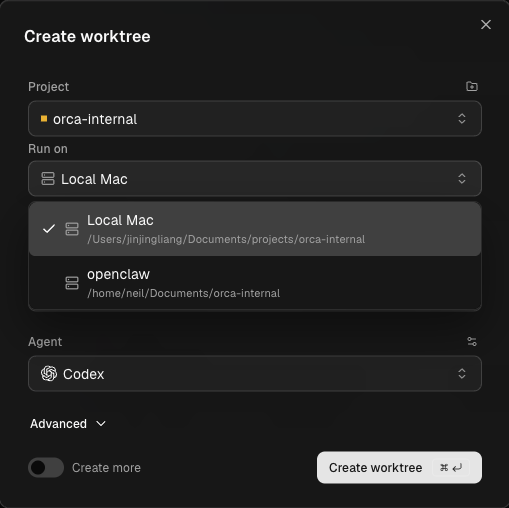 Create worktree
Project
orca-internal
Run on
Local Mac
Local Mac
/Users/jinjingliang/Documents/projects/orca-internal
openclaw
/home/neil/Documents/orca-internal
Agent
Codex
Advanced
Create more
Create worktree ⌘ ↵